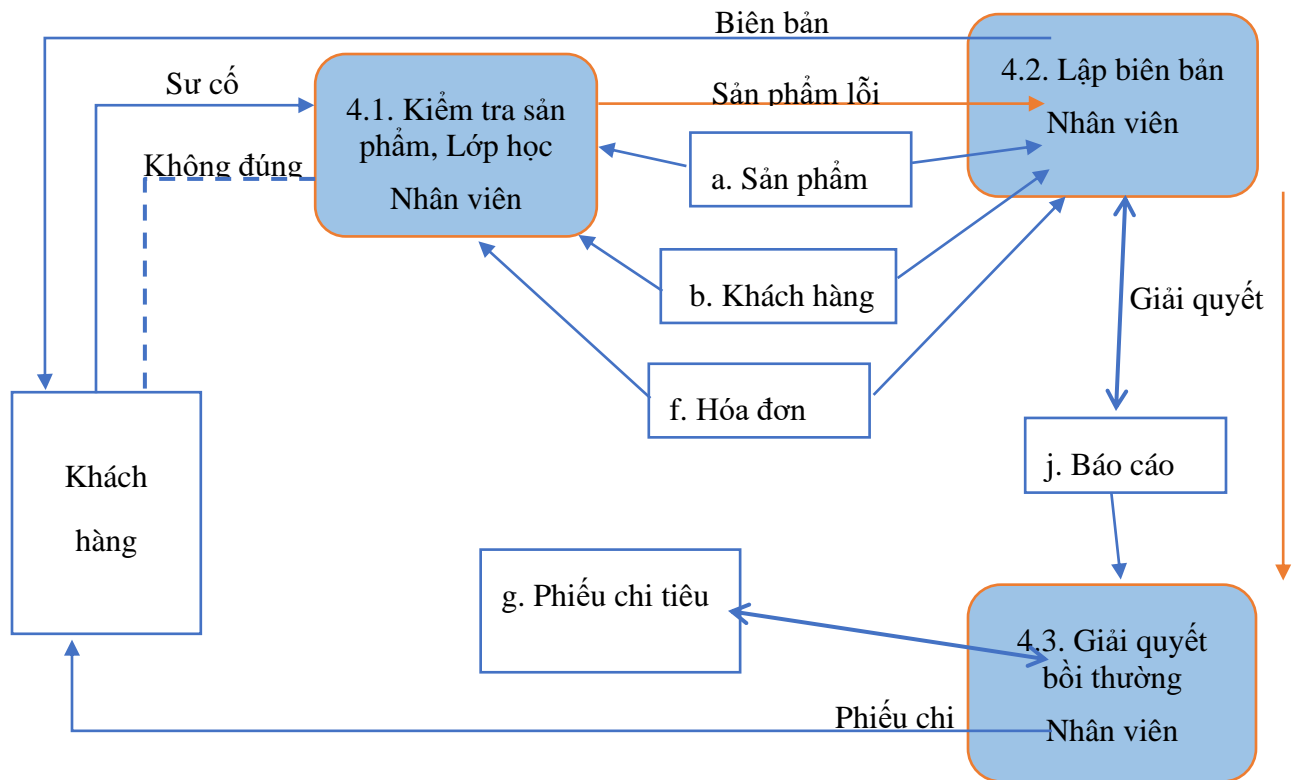 Biên bản
4.2. Lập biên bản
Nhân viên
Sư cố
4.1. Kiểm tra sản
phẩm, Lớp học
Nhân viên
Sản phẩm lỗi
Không đúng
a. Sản phẩm
b. Khách hàng
Giải quyết
f. Hóa đơn
j. Báo cáo
Khách
hàng
g. Phiếu chi tiêu
4.3. Giải quyết
bồi thường
Nhân viên
Phiếu chi